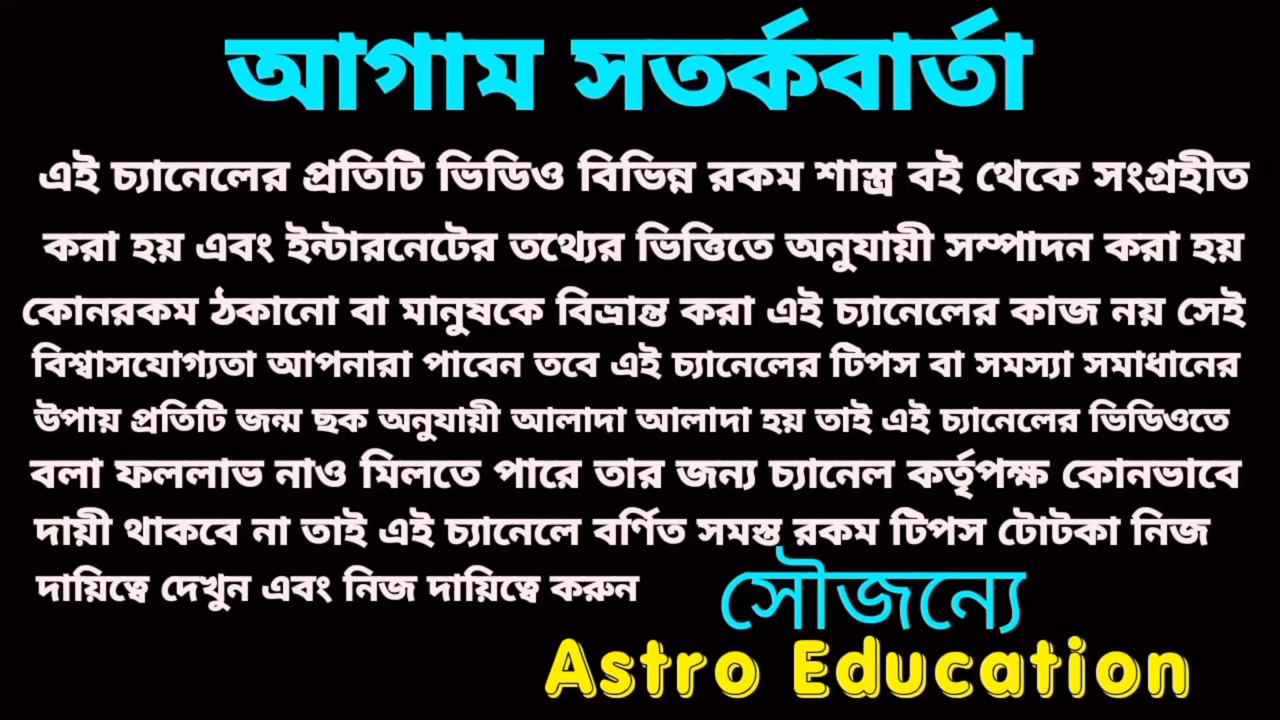 আগাম সতর্কবার্তা
এই চ্যানেলের প্রতিটি ভিডিও বিভিন্ন রকম শাস্ত্র বই থেকে সংগ্রহীত
করা হয় এবং ইন্টারনেটের তথ্যের ভিত্তিতে অনুযায়ী সম্পাদন করা হয়
কোনরকম ঠকানো বা মানুষকে বিভ্রান্ত করা এই চ্যানেলের কাজ নয় সেই
বিশ্বাসযোগ্যতা আপনারা পাবেন তবে এই চ্যানেলের টিপস বা সমস্যা সমাধানের
উপায় প্রতিটি জন্ম ছক অনুযায়ী আলাদা আলাদা হয় তাই এই চ্যানেলের ভিডিওতে
বলা ফললাভ নাও মিলতে পারে তার জন্য চ্যানেল কর্তৃপক্ষ কোনভাবে
দায়ী থাকবে না তাই এই চ্যানেলে বর্ণিত সমস্ত রকম টিপস টোটকা নিজ
দায়িত্বে দেখুন এবং নিজ দায়িত্বে করুন
সৌজন্যে
Astro Education